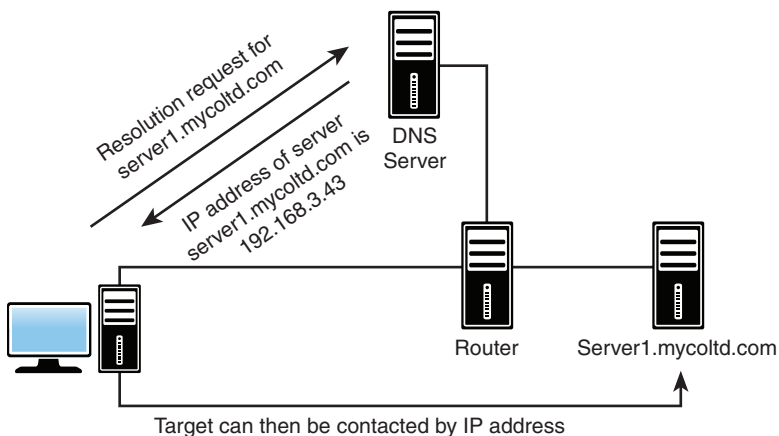 Resolution request for
server1.mycoltd.com
IP address of server
server1.mycoltd.com is
192.168.3.43
DNS
Server
Router
Server1.mycoltd.com
Target can then be contacted by IP address